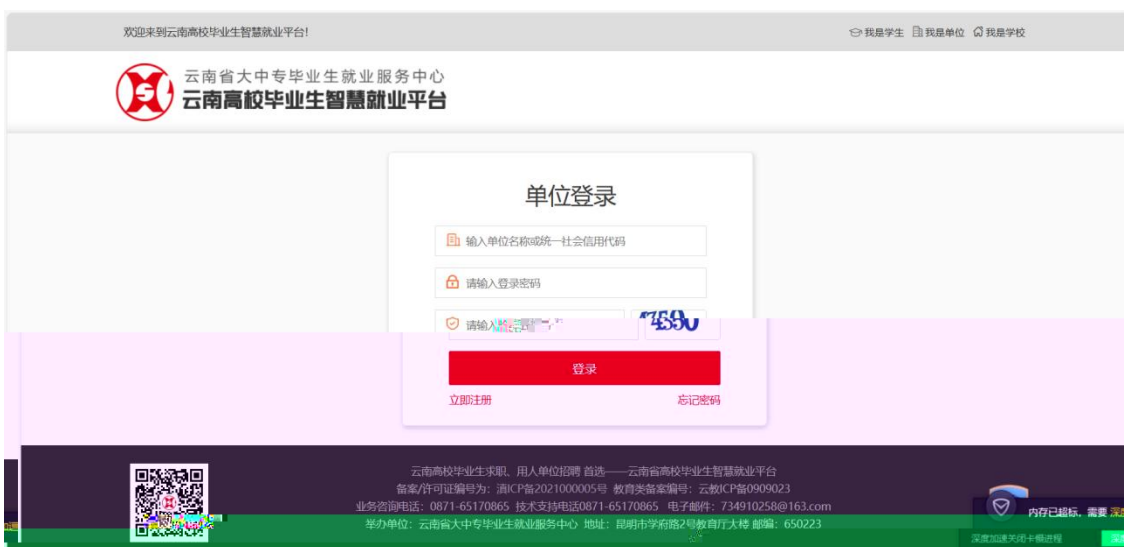 欢迎来到云南高校毕业生智慧就业平台!
我是学生 我是单位 我是学校
云南省大中专毕业生就业服务中心
云南高校毕业生智慧就业平台
单位登录
输入单位名称或统一社会信用代码
请输入登录密码
请输入
登录
立即注册 忘记密码
云南高校毕业生求职、用人单位招聘 首选——云南省高校毕业生智慧就业平台
备案/许可证编号为：滇ICP备2021000005号 教育类备案编号：云教ICP备0909023
业务咨询电话：0871-65170865 技术支持电话0871-65170865 电子邮件：734910258@163.com
举办单位：云南省大中专毕业生就业服务中心 地址：昆明市学府路2号教育厅大楼 邮编：650223
内存已超标，需要
深度加速关闭卡慢进程